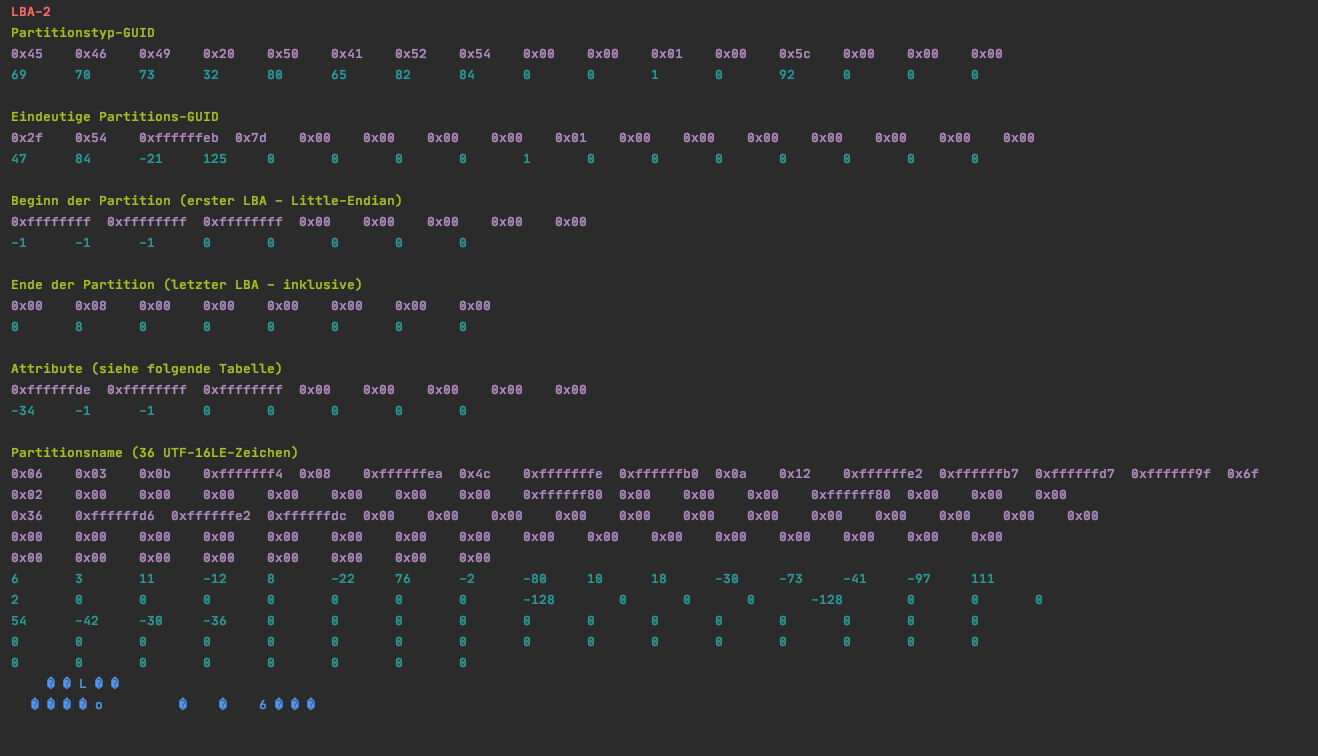 LBA-2
Partitionstyp-GUID
0x45 0x46 0x49 0x20 0x50 0x41 0x52 0x54 0x00 0x00 0x01 0x00 0x5c 0x00 0x00 0x00
69 70 73 32 80 65 82 84 0 0 1 0 92 0 0 0
Eindeutige Partitions-GUID
0x2f 0x54 0xffffffeb 0x7d 0x00 0x00 0x00 0x00 0x01 0x00 0x00 0x00 0x00 0x00 0x00 0x00
47 84 -21 125 0 0 0 0 1 0 0 0 0 0 0 0
Beginn der Partition (erster LBA - Little-Endian)
0xffffffff 0xffffffff 0xffffffff 0x00 0x00 0x00 0x00 0x00
-1 -1 -1 0 0 0 0 0
Ende der Partition (letzter LBA - inklusive)
0x00 0x08 0x00 0x00 0x00 0x00 0x00 0x00
0 8 0 0 0 0 0 0
Attribute (siehe folgende Tabelle)
0xffffffde 0xffffffff 0xffffffff 0x00 0x00 0x00 0x00 0x00
-34 -1 -1 0 0 0 0 0
Partitionsname (36 UTF-16LE-Zeichen)
0x06 0x03 0x0b 0xfffffff4 0x08 0xffffffea 0x4c 0xfffffffe 0xffffffb0 0x0a 0x12 0xffffffe2 0xffffffb7 0xffffffd7 0xffffff9f 0x6f
0x02 0x00 0x00 0x00 0x00 0x00 0x00 0x00 0xffffff80 0x00 0x00 0x00 0xffffff80 0x00 0x00 0x00
0x36 0xffffffd6 0xffffffe2 0xffffffdc 0x00 0x00 0x00 0x00 0x00 0x00 0x00 0x00 0x00 0x00 0x00 0x00
0x00 0x00 0x00 0x00 0x00 0x00 0x00 0x00 0x00 0x00 0x00 0x00 0x00 0x00 0x00 0x00
0x00 0x00 0x00 0x00 0x00 0x00 0x00 0x00
6 3 11 -12 8 -22 76 -2 -80 10 18 -30 -73 -41 -97 111
2 0 0 0 0 0 0 0 -128 0 0 0 -128 0 0 0
54 -42 -30 -36 0 0 0 0 0 0 0 0 0 0 0 0
0 0 0 0 0 0 0 0 0 0 0 0 0 0 0 0
0 0 0 0 0 0 0 0
� � L � �
� � � � o � � 6 � � �